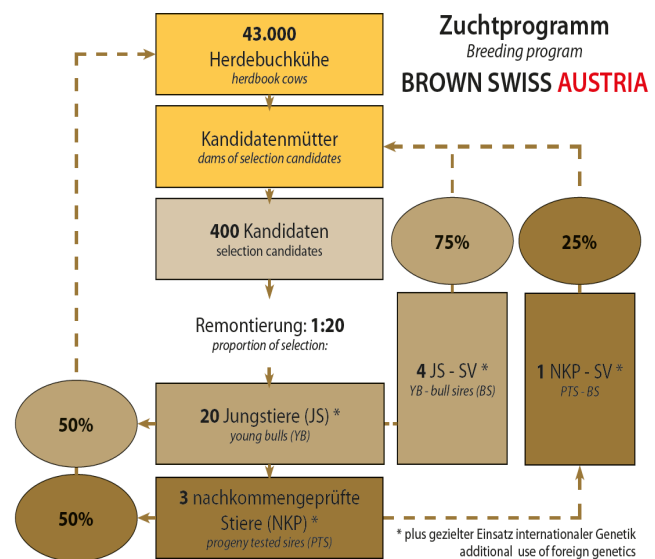 Zuchtprogramm
Breeding program
BROWN SWISS AUSTRIA
43.000
Herdebuchkühe
herdbook cows
Kandidatenmütter
dams of selection candidates
400 Kandidaten
selection candidates
75%
25%
Remontierung: 1:20
proportion of selection:
4 JS - SV *
YB - bull sires (BS)
1 NKP - SV *
PTS - BS
20 Jungstiere (JS) *
young bulls (YB)
50%
3 nachkommengeprüfte
Stiere (NKP) *
progeny tested sires (PTS)
50%
* plus gezielter Einsatz internationaler Genetik
additional use of foreign genetics